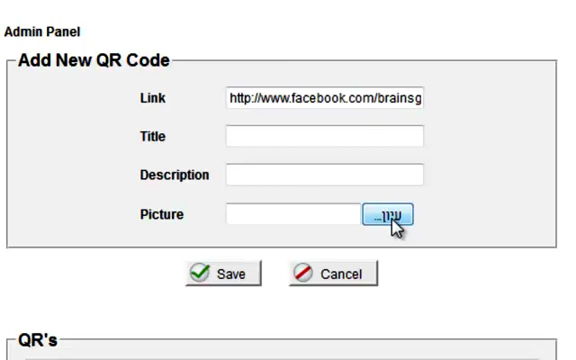 Admin Panel
Add New QR Code
Link http://www.facebook.com/brainsg
Title
Description
Picture עיון...
Save Cancel
QR's